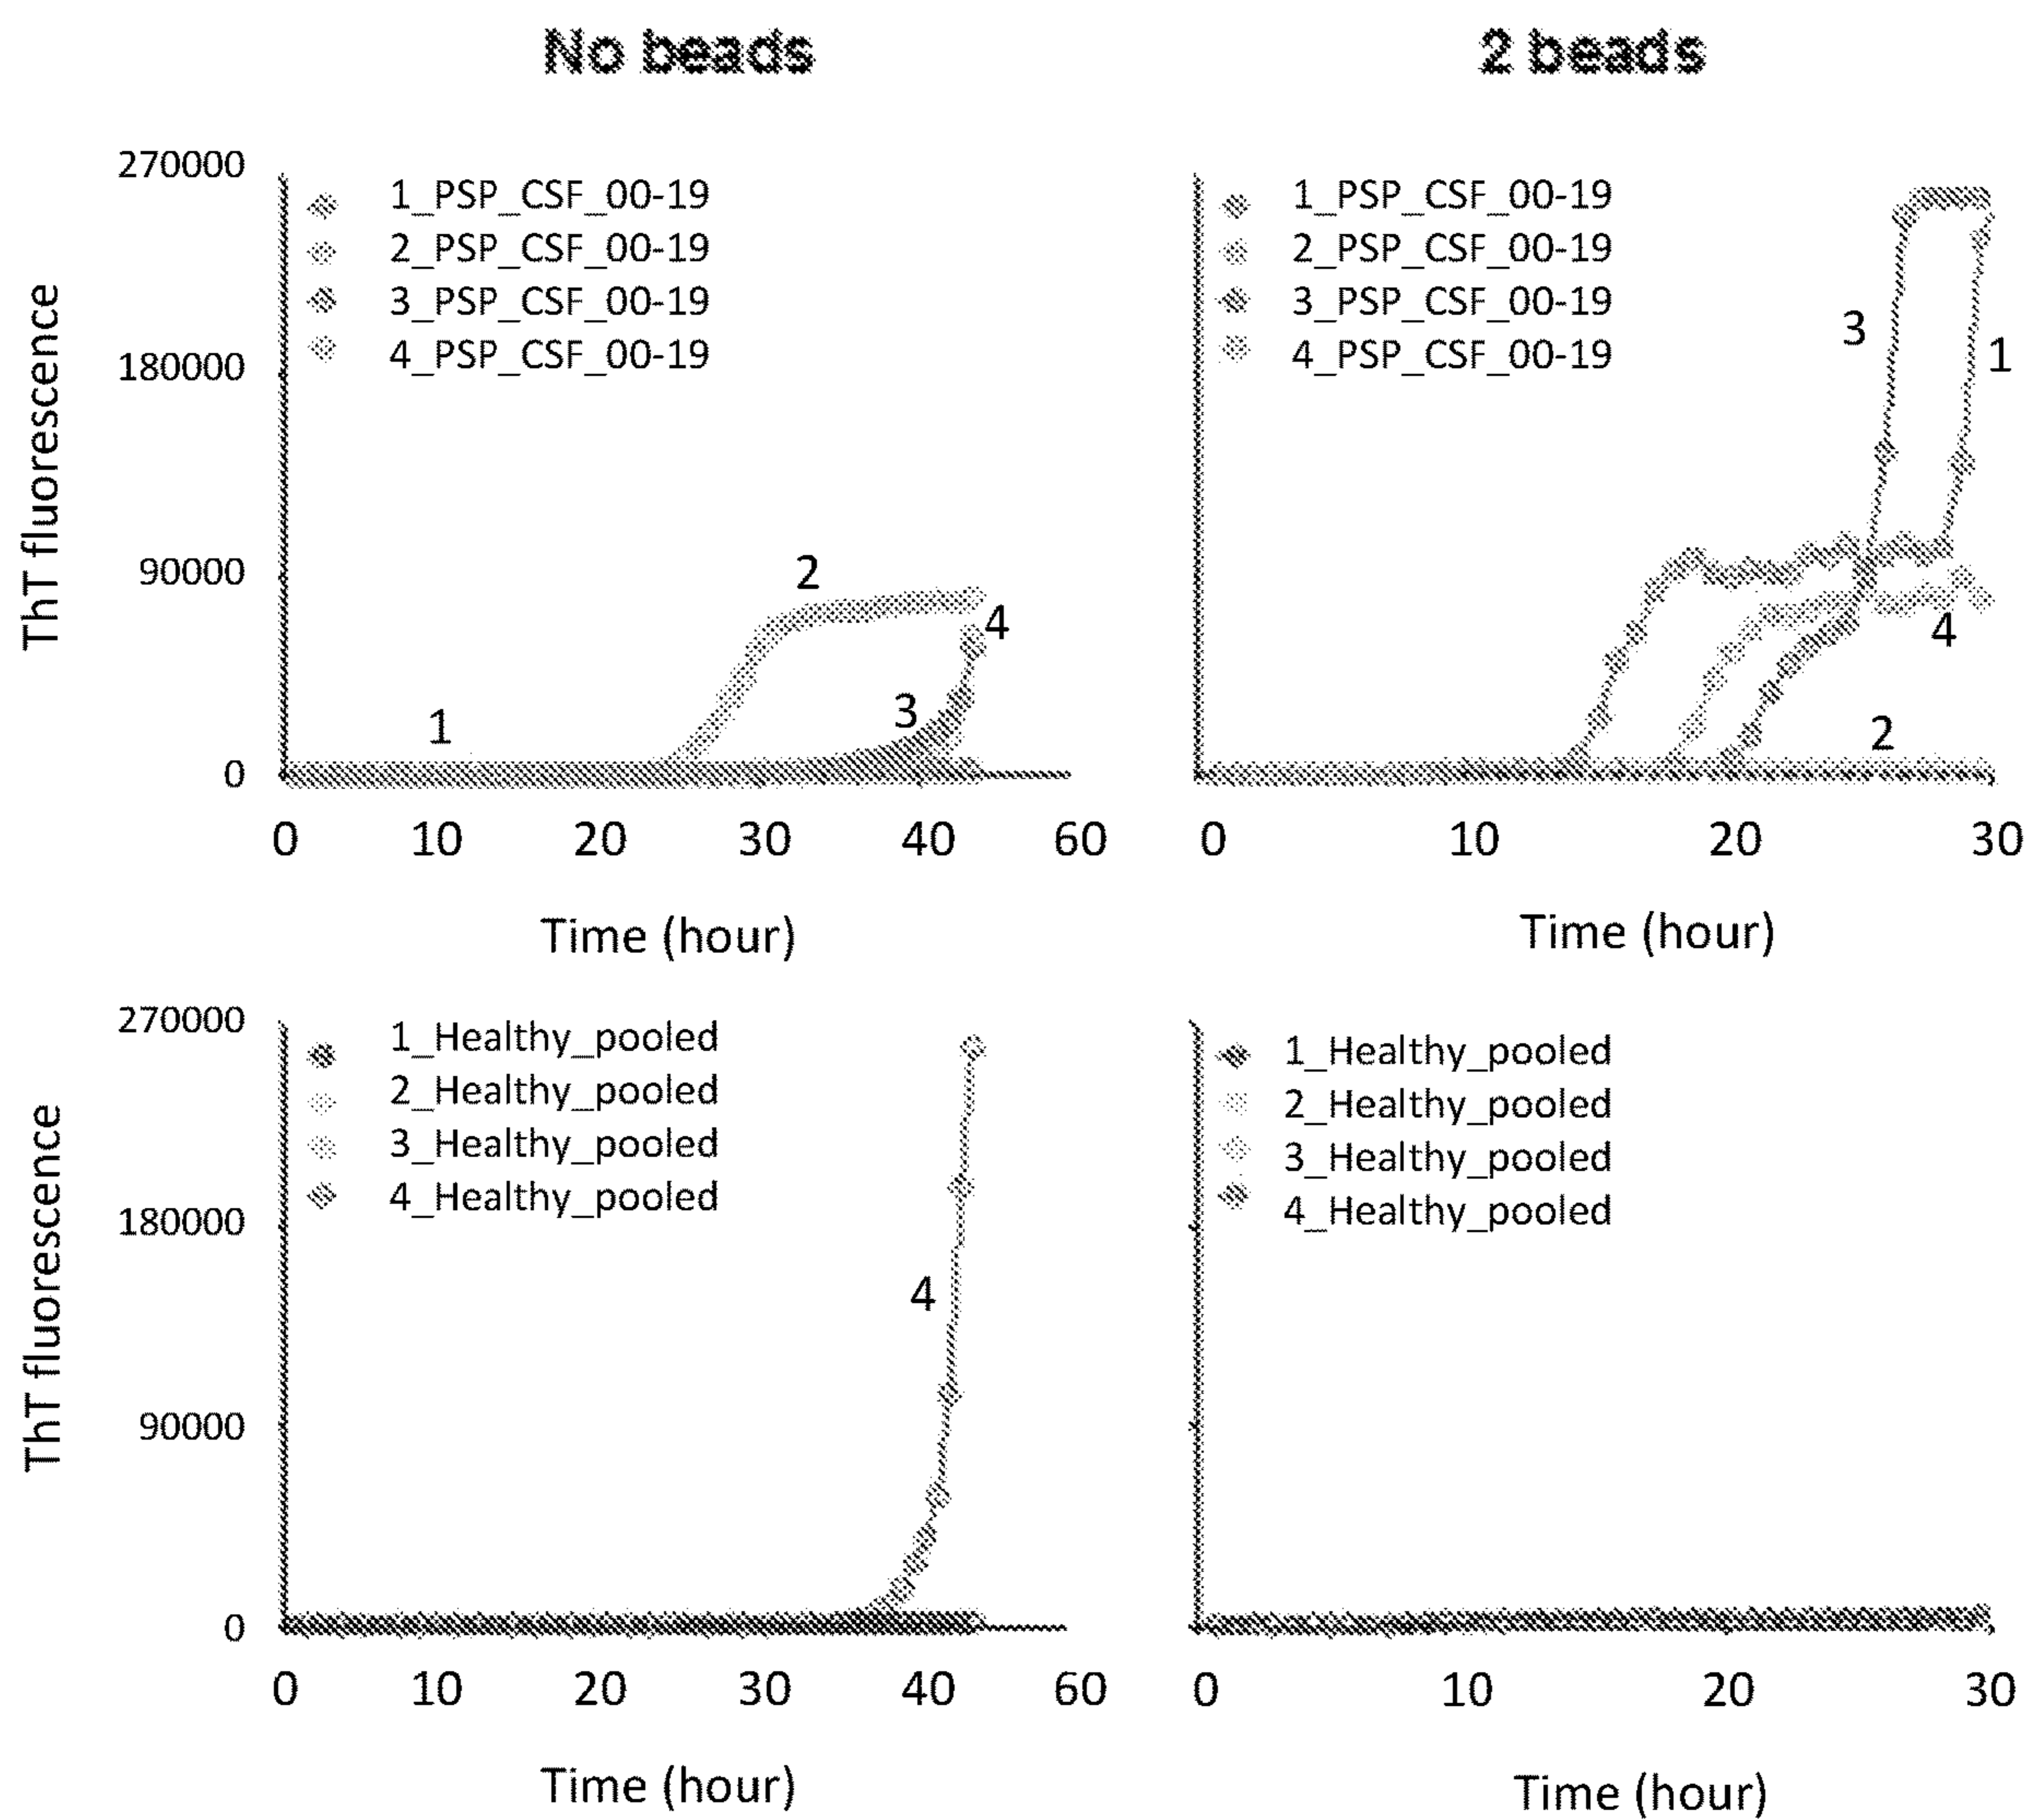 No beads
2 beads
ThT fluorescence
270000
180000
90000
0
1_PSP_CSF_00-19
2_PSP_CSF_00-19
3_PSP_CSF_00-19
4_PSP_CSF_00-19
1
2
3
4
0 10 20 30 40 60
Time (hour)
1_PSP_CSF_00-19
2_PSP_CSF_00-19
3_PSP_CSF_00-19
4_PSP_CSF_00-19
3
1
4
2
0 10 20 30
Time (hour)
ThT fluorescence
270000
180000
90000
0
1_Healthy_pooled
2_Healthy_pooled
3_Healthy_pooled
4_Healthy_pooled
4
0 10 20 30 40 60
Time (hour)
1_Healthy_pooled
2_Healthy_pooled
3_Healthy_pooled
4_Healthy_pooled
0 10 20 30
Time (hour)